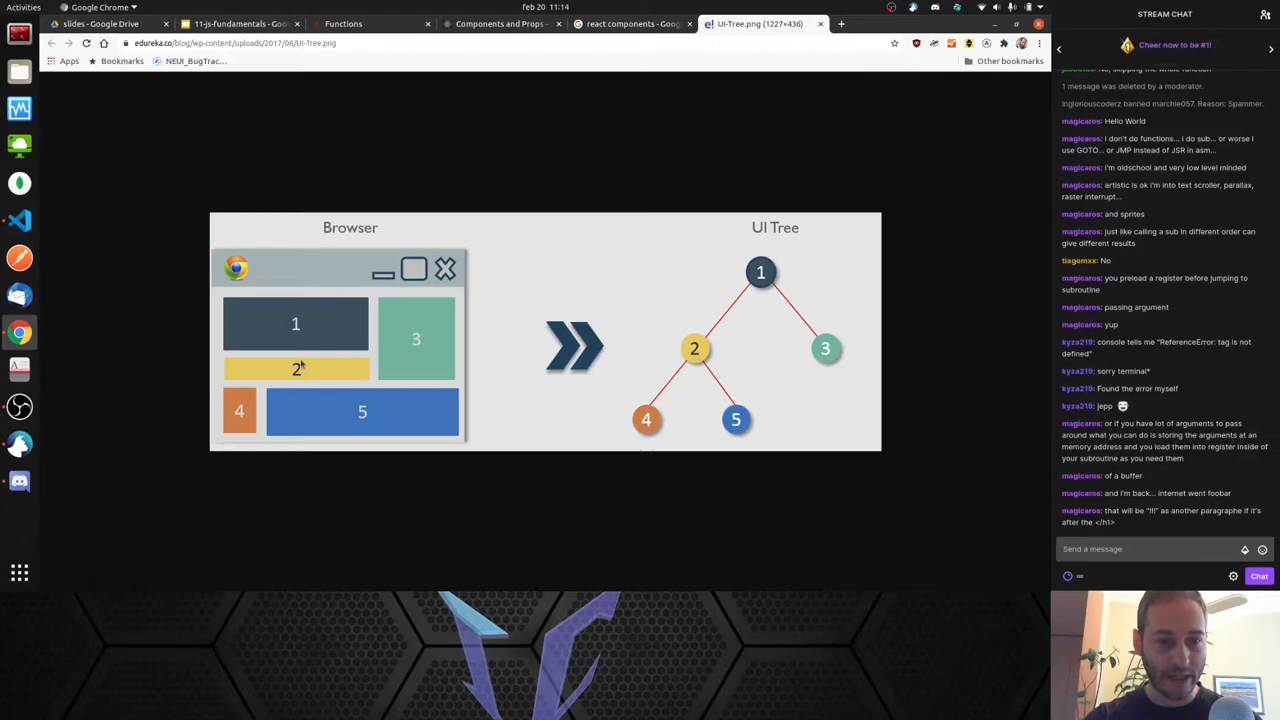 Activities
Google Chrome
feb 20 11:14
STREAM CHAT
slides - Google Drive
11-js-fundamentals - Goo
Functions
Components and Props -
react components - Googl
UI-Tree.png (1227×436)
edureka.co/blog/wp-content/uploads/2017/08/UI-Tree.png
Apps
Bookmarks
NEUI_BugTrac...
Other bookmarks
Browser
UI Tree
1
2
3
4
5
1
2
3
4
5
Cheer now to be #1!
No, skipping the whole function
1 message was deleted by a moderator.
ingloriouscoderz banned marchie057. Reason: Spammer.
magicaros: Hello World
magicaros: i don't do functions... i do sub... or worse i
use GOTO... or JMP instead of JSR in asm...
magicaros: i'm oldschool and very low level minded
magicaros: artistic is ok i'm into text scroller, parallax,
raster interrupt...
magicaros: and sprites
magicaros: just like calling a sub in different order can
give different results
tiagomxx: No
magicaros: you preload a register before jumping to
subroutine
magicaros: passing argument
magicaros: yup
kyza219: console tells me "ReferenceError: tag is not
defined"
kyza219: sorry terminal*
kyza219: Found the error myself
kyza219: jepp
magicaros: or if you have lot of arguments to pass
around what you can do is storing the arguments at an
memory address and you load them into register inside of
your subroutine as you need them
magicaros: of a buffer
magicaros: and i'm back... internet went foobar
magicaros: that will be "!!!" as another paragraphe if it's
after the </h1>
Send a message
Chat